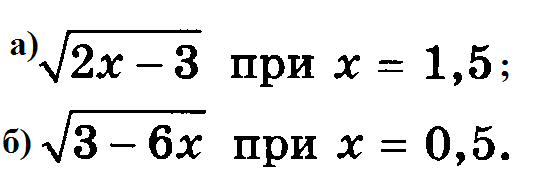 а) √2x − 3 при x = 1,5;
б) √3 − 6x при x = 0,5.